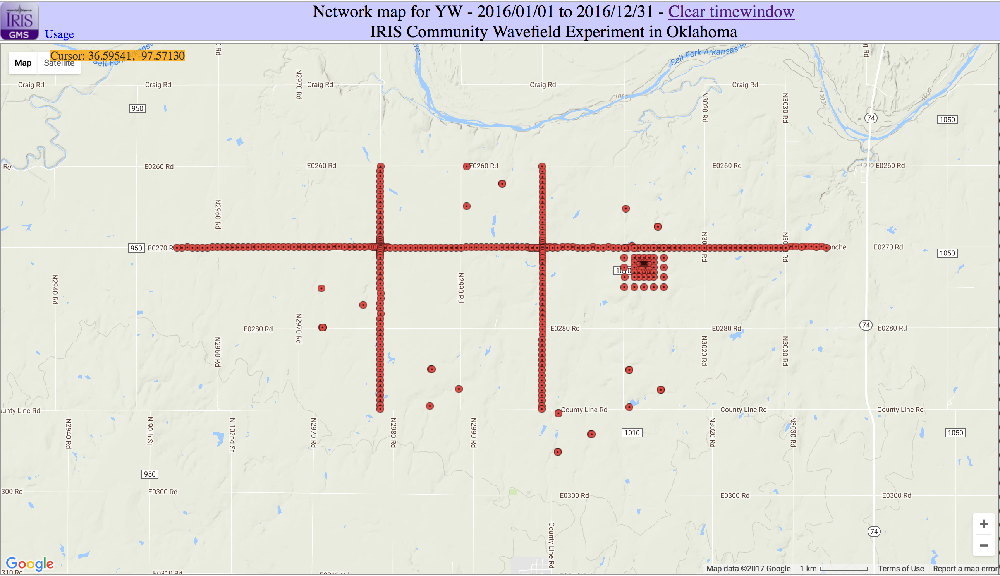 IRIS
GMS
Usage
Network map for YW - 2016/01/01 to 2016/12/31 - Clear timewindow
IRIS Community Wavefield Experiment in Oklahoma
Map
Satellite
Cursor: 36.59541, -97.57130
Salt Fork Arkansas
Craig Rd
Craig Rd
N2970 Rd
Craig Rd
Craig Rd
Craig Rd
1000
1000'
1000'
950
N3020 Rd
N3030 Rd
74
1050
Rd
E0260 Rd
E0260 Rd
E0260 Rd
E0260 Rd
E0260 Rd
N2960 Rd
950
E0270 R
Rd
Rd
anche
E0270 Rd
1050
N2940 Rd
N2990 Rd
1010
E0280 Rd
N2970 Rd
E0280 Rd
E0280 Rd
74
E0280 Rd
N2960 Rd
N3020 Rd
N3030 Rd
ounty Line Rd
County Line Rd
County Line Rd
County Line Rd
N2940 Rd
N 90th St
N 102nd St
N2970 Rd
N2980 Rd
N2990 Rd
1010
N3020 Rd
N3030 Rd
1050
950
300 Rd
E0300 Rd
E0300 Rd
E0300 Rd
E0300 Rd
County Line Rd
74
+
−
Google
310 Rd
E0310 Rd
E0310 Rd
Map data ©2017 Google
1 km
Terms of Use
Report a map error